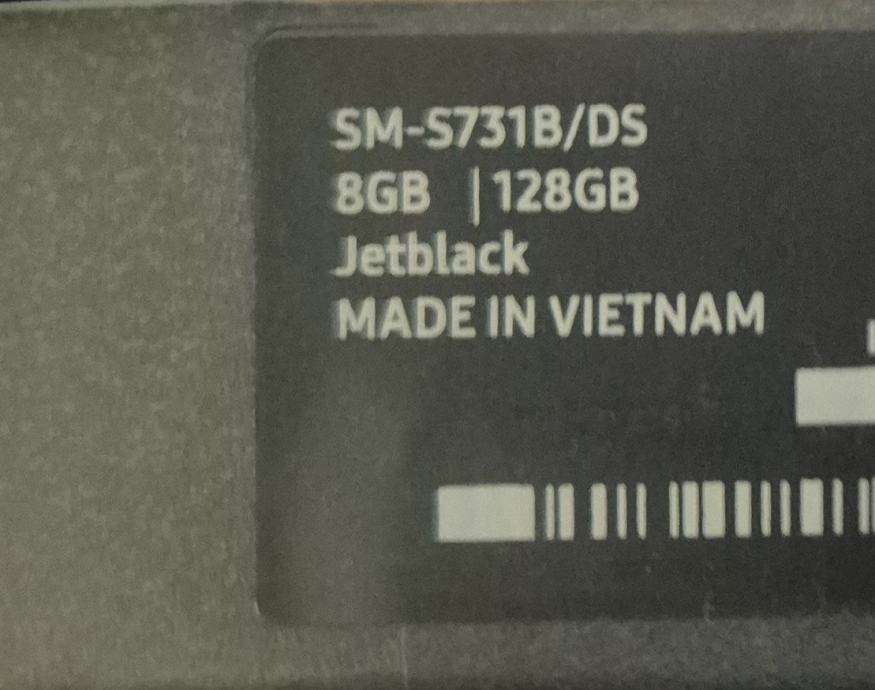 SM-S731B/DS
8GB | 128GB
Jetblack
MADE IN VIETNAM